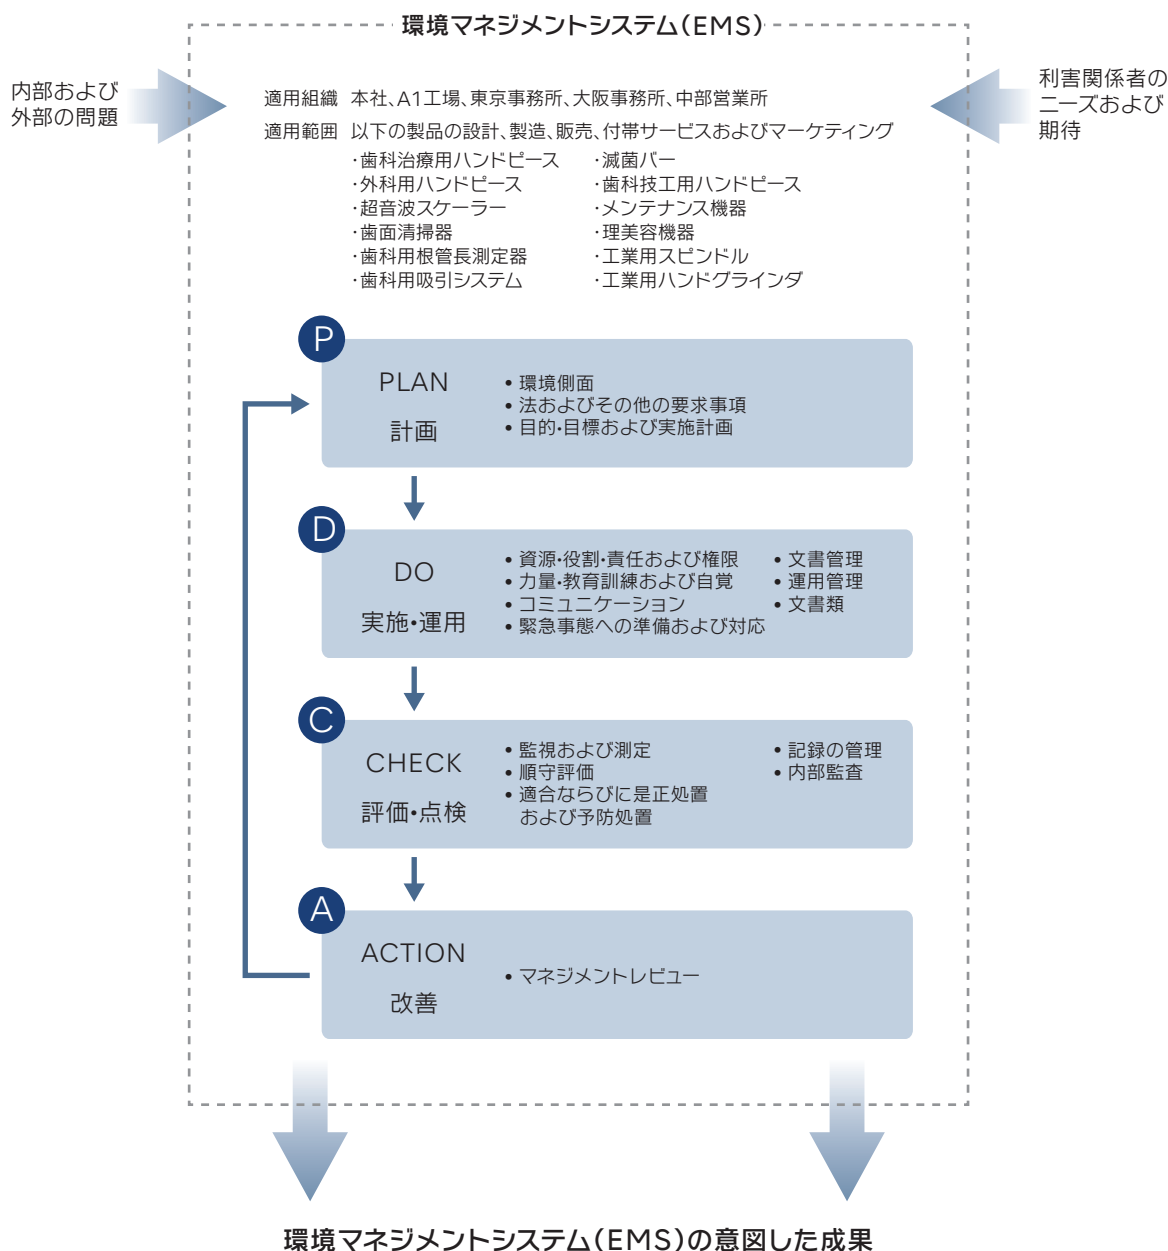 環境マネジメントシステム(EMS)
内部および
外部の問題
利害関係者の
ニーズおよび
期待
適用組織 本社、A1工場、東京事務所、大阪事務所、中部営業所
適用範囲 以下の製品の設計、製造、販売、付帯サービスおよびマーケティング
・歯科治療用ハンドピース
・外科用ハンドピース
・超音波スケーラー
・歯面清掃器
・歯科用根管長測定器
・歯科用吸引システム
・滅菌バー
・歯科技工用ハンドピース
・メンテナンス機器
・理美容機器
・工業用スピンドル
・工業用ハンドグラインダ
P
PLAN
計画
• 環境側面
• 法およびその他の要求事項
• 目的・目標および実施計画
D
DO
実施・運用
• 資源・役割・責任および権限
• 力量・教育訓練および自覚
• コミュニケーション
• 緊急事態への準備および対応
• 文書管理
• 運用管理
• 文書類
C
CHECK
評価・点検
• 監視および測定
• 順守評価
• 適合ならびに是正処置
および予防処置
• 記録の管理
• 内部監査
A
ACTION
改善
• マネジメントレビュー
環境マネジメントシステム(EMS)の意図した成果